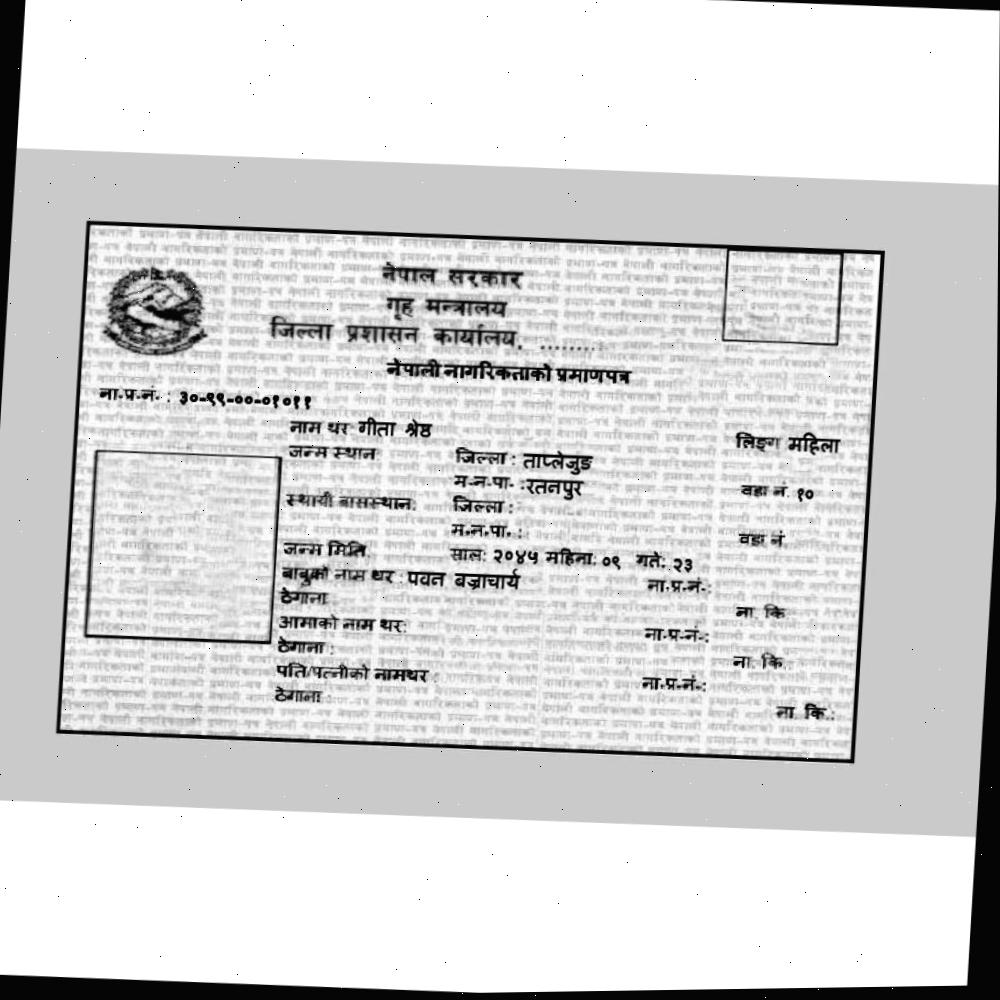 नेपाल सरकार
गृह मन्त्रालय
जिल्ला प्रशासन कार्यालय, .........
नेपाली नागरिकताको प्रमाणपत्र
ना.प्र.नं. : ३०-९९-००-०१०११
नाम थर गीता श्रेष्ठ लिङ्ग महिला
जन्म स्थान: जिल्ला : ताप्लेजुङ
म.न.पा. : रतनपुर वडा नं. १०
स्थायी बासस्थान: जिल्ला :
म.न.पा. : वडा नं.
जन्म मिति: साल: २०४५ महिना: ०९ गते: २३
बाबुको नाम थर : पवन बज्राचार्य ना.प्र.नं.:
ठेगाना ना. कि.
आमाको नाम थर: ना.प्र.नं.:
ठेगाना : ना. कि.:
पति/पत्नीको नामथर : ना.प्र.नं.:
ठेगाना: ना. कि.: